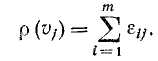 ρ (v_j) = \sum_{i=1}^{m} ε_{ij}.